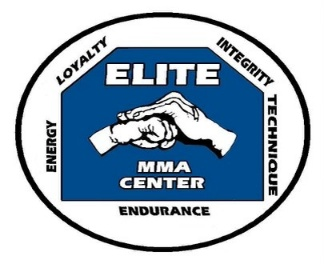 ENERGY
LOYALTY
INTEGRITY
TECHNIQUE
ELITE
MMA
CENTER
ENDURANCE